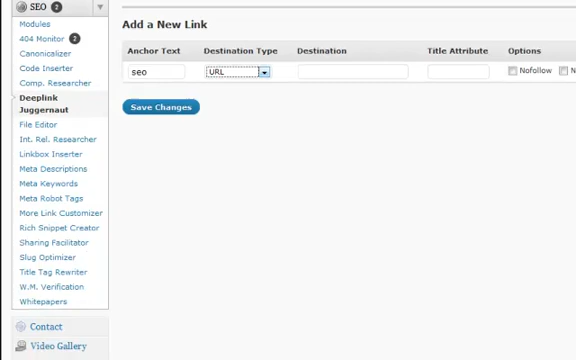 SEO 2
Modules
404 Monitor 2
Canonicalizer
Code Inserter
Comp. Researcher
Deeplink
Juggernaut
File Editor
Int. Rel. Researcher
Linkbox Inserter
Meta Descriptions
Meta Keywords
Meta Robot Tags
More Link Customizer
Rich Snippet Creator
Sharing Facilitator
Slug Optimizer
Title Tag Rewriter
W.M. Verification
Whitepapers
Contact
Video Gallery
Add a New Link
Anchor Text Destination Type Destination Title Attribute Options
seo URL Nofollow
Save Changes